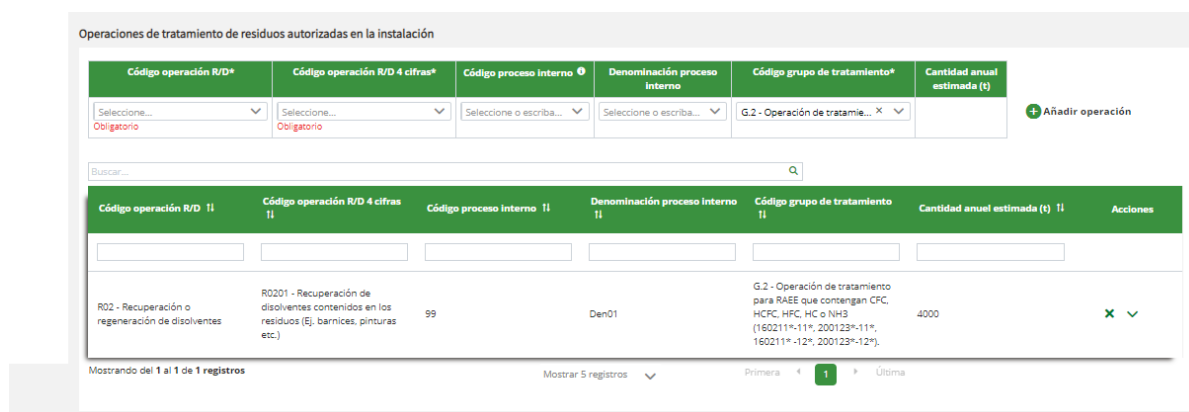 Operaciones de tratamiento de residuos autorizadas en la instalación
Código operación R/D* Código operación R/D 4 cifras* Código proceso interno Denominación proceso Código grupo de tratamiento* Cantidad anual
interno estimada (t)
Seleccione... Seleccione... Seleccione o escriba... Seleccione o escriba... G.2 - Operación de tratamie... ×
Obligatorio Obligatorio
Añadir operación
Buscar...
Código operación R/D Código operación R/D 4 cifras Código proceso interno Denominación proceso interno Código grupo de tratamiento Cantidad anuel estimada (t) Acciones
R02 - Recuperación o
regeneración de disolventes
R0201 - Recuperación de
disolventes contenidos en los
residuos (Ej. barnices, pinturas
etc.)
99
Den01
G.2 - Operación de tratamiento
para RAEE que contengan CFC,
HCFC, HFC, HC o NH3
(160211*-11*, 200123*-11*,
160211* -12*, 200123*-12*).
4000
Mostrando del 1 al 1 de 1 registros
Mostrar 5 registros
Primera 1 Última